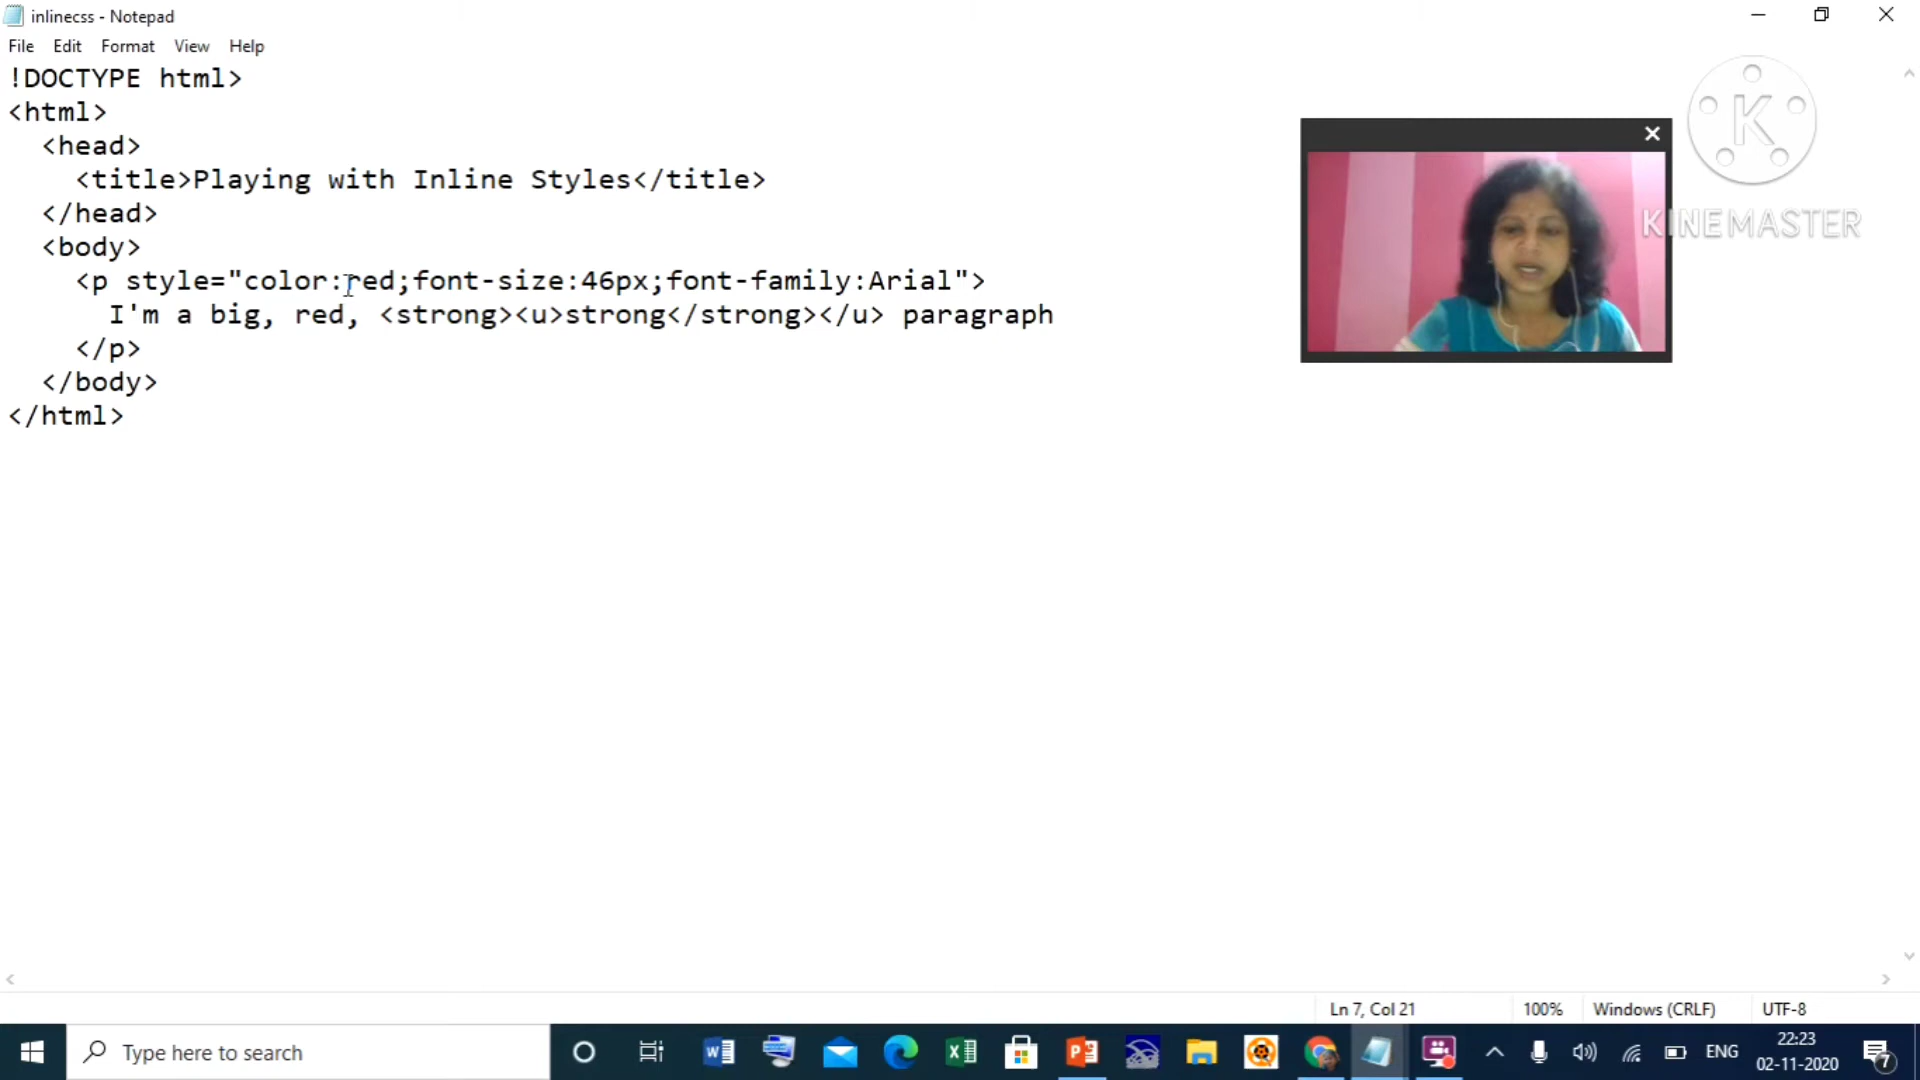 inlinecss - Notepad
File Edit Format View Help
!DOCTYPE html>
<html>
<head>
<title>Playing with Inline Styles</title>
</head>
<body>
<p style="color:red;font-size:46px;font-family:Arial">
I'm a big, red, <strong><u>strong</strong></u> paragraph
</p>
</body>
</html>
K
KINEMASTER
Ln 7, Col 21 100% Windows (CRLF) UTF-8
Type here to search
ENG
22:23
02-11-2020
7